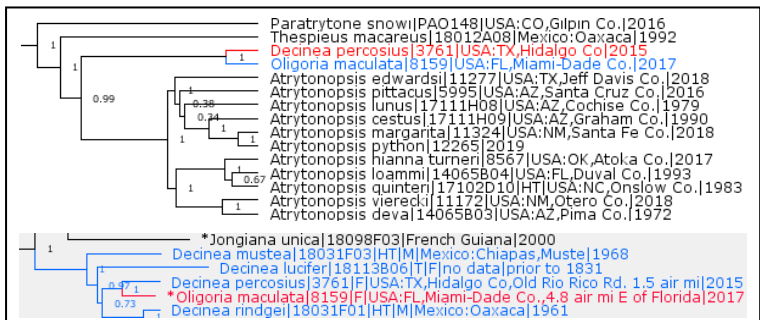 Paratrytone snowi|PAO148|USA:CO,Gilpin Co.|2016
1 Thespieus macareus|18012A08|Mexico:Oaxaca|1992
Decinea percosius|3761|USA:TX,Hidalgo Co|2015
1 1 Oligoria maculata|8159|USA:FL,Miami-Dade Co.|2017
Atrytonopsis edwardsi|11277|USA:TX,Jeff Davis Co.|2018
0.99 1 Atrytonopsis pittacus|5995|USA:AZ,Santa Cruz Co.|2016
0.38 Atrytonopsis lunus|17111H08|USA:AZ,Cochise Co.|1979
0.34 Atrytonopsis cestus|17111H09|USA:AZ,Graham Co.|1990
1 1 1 Atrytonopsis margarita|11324|USA:NM,Santa Fe Co.|2018
Atrytonopsis python|12265|2019
Atrytonopsis hianna turneri|8567|USA:OK,Atoka Co.|2017
1 Atrytonopsis loammi|14065B04|USA:FL,Duval Co.|1993
1 0.67 Atrytonopsis quinteri|17102D10|HT|USA:NC,Onslow Co.|1983
Atrytonopsis vierecki|11172|USA:NM,Otero Co.|2018
1 Atrytonopsis deva|14065B03|USA:AZ,Pima Co.|1972
*Jongiana unica|18098F03|French Guiana|2000
1 Decinea mustea|18031F03|HT|M|Mexico:Chiapas,Muste|1968
1 Decinea lucifer|18113B06|T|F|no data|prior to 1831
0.97 Decinea percosius|3761|F|USA:TX,Hidalgo Co,Old Rio Rico Rd. 1.5 air mi|2015
1 *Oligoria maculata|8159|F|USA:FL,Miami-Dade Co.,4.8 air mi E of Florida|2017
0.73 Decinea rindgei|18031F01|HT|M|Mexico:Oaxaca|1961